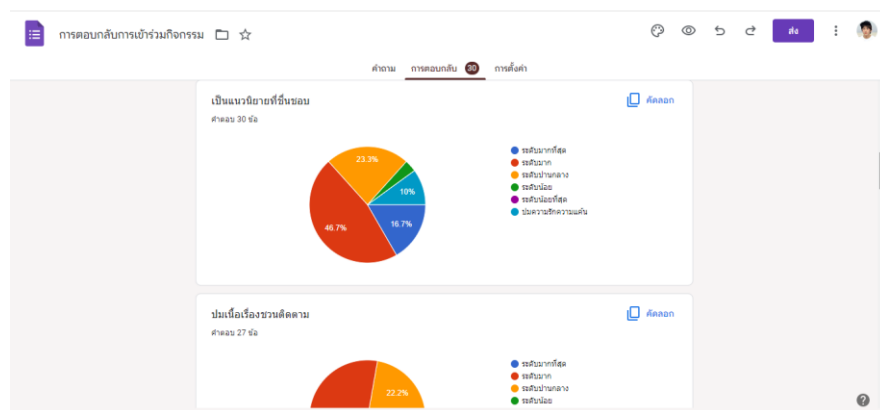 การตอบกลับการเข้าร่วมกิจกรรม
ส่ง
คำถาม การตอบกลับ 30 การตั้งค่า
เป็นแนวนิยายที่ชื่นชอบ
คัดลอก
คำตอบ 30 ข้อ
23.3%
10%
46.7%
16.7%
ระดับมากที่สุด
ระดับมาก
ระดับปานกลาง
ระดับน้อย
ระดับน้อยที่สุด
ปมความรักความแค้น
ปมเนื้อเรื่องชวนติดตาม
คัดลอก
คำตอบ 27 ข้อ
22.2%
ระดับมากที่สุด
ระดับมาก
ระดับปานกลาง
ระดับน้อย